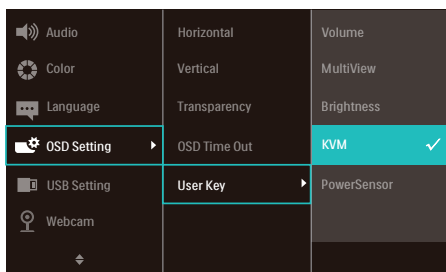 Audio
Color
Language
OSD Setting
USB Setting
Webcam
Horizontal
Vertical
Transparency
OSD Time Out
User Key
Volume
MultiView
Brightness
KVM
PowerSensor